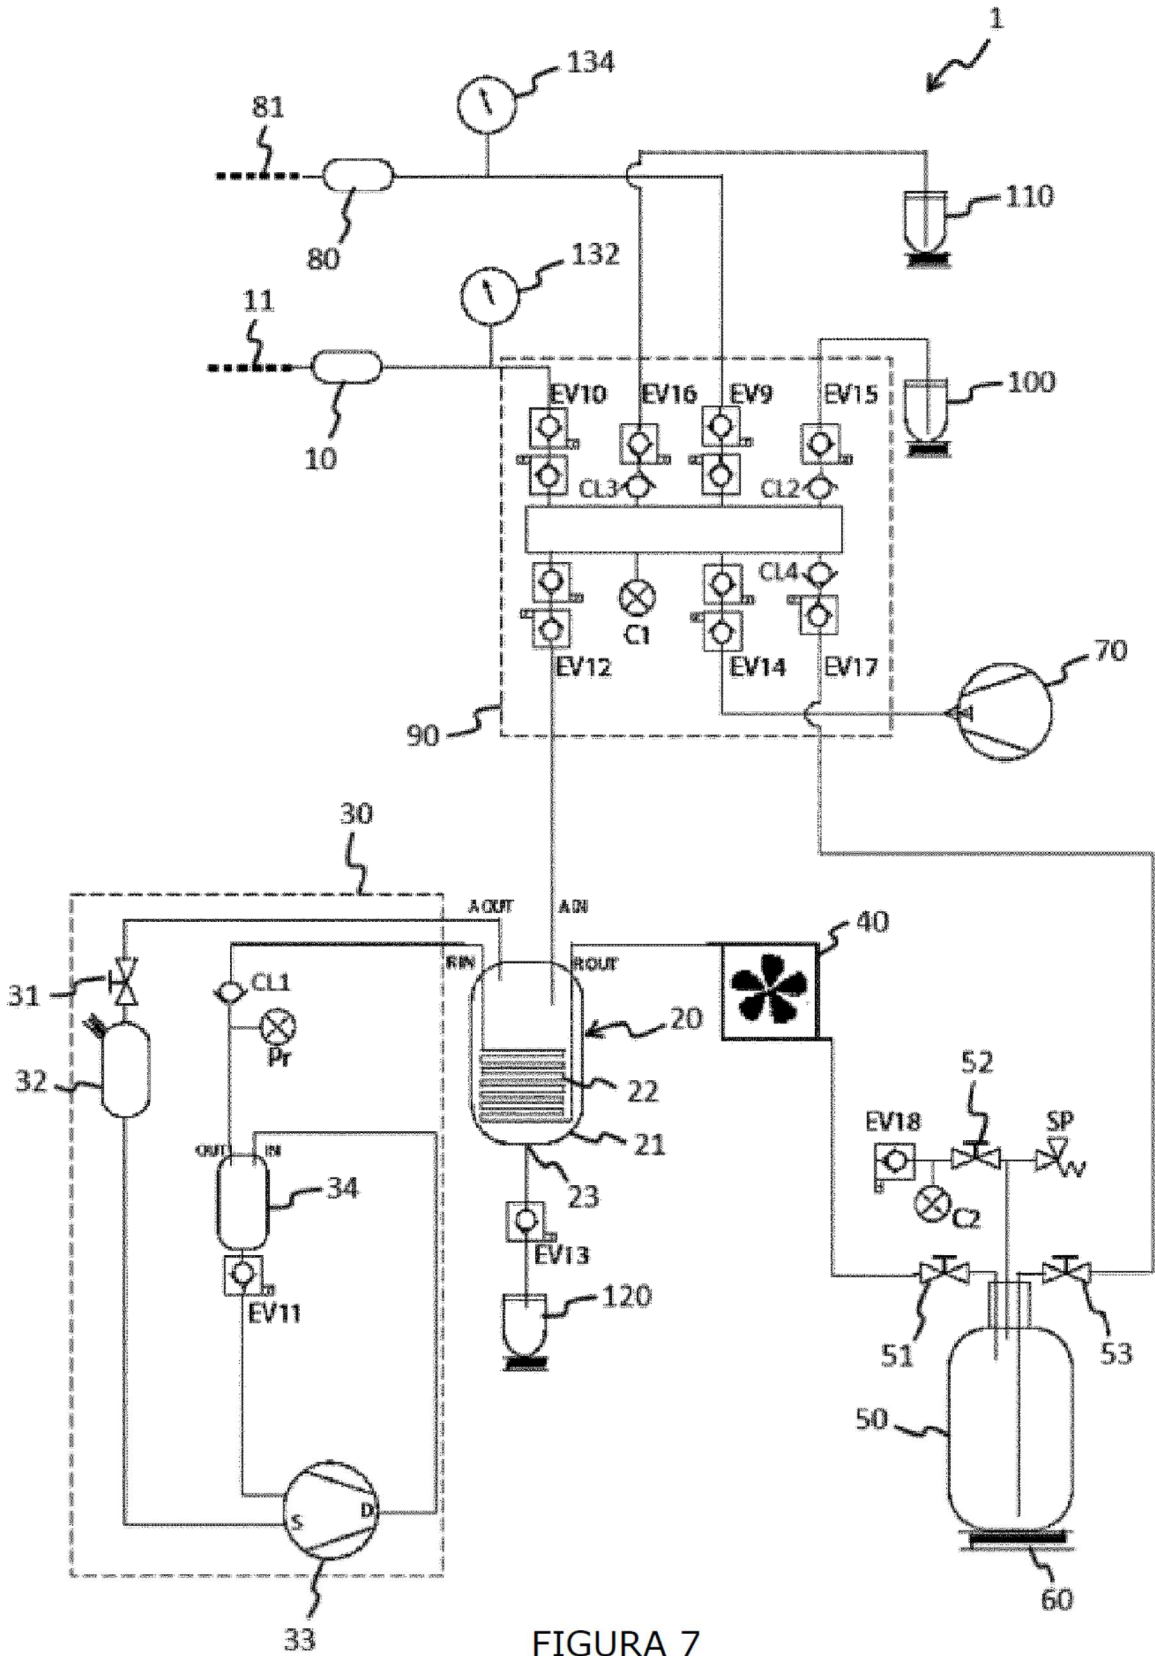 1
134
81
110
80
132
11
EV10
EV16
EV9
EV15
100
10
CL3
CL2
CL4
C1
EV12
EV14
EV17
70
90
30
A OUT
A IN
40
R IN
R OUT
31
CL1
20
Pr
52
32
22
EV18
SP
21
OUT
IN
34
23
C2
EV13
EV11
120
51
53
50
D
S
60
33
FIGURA 7